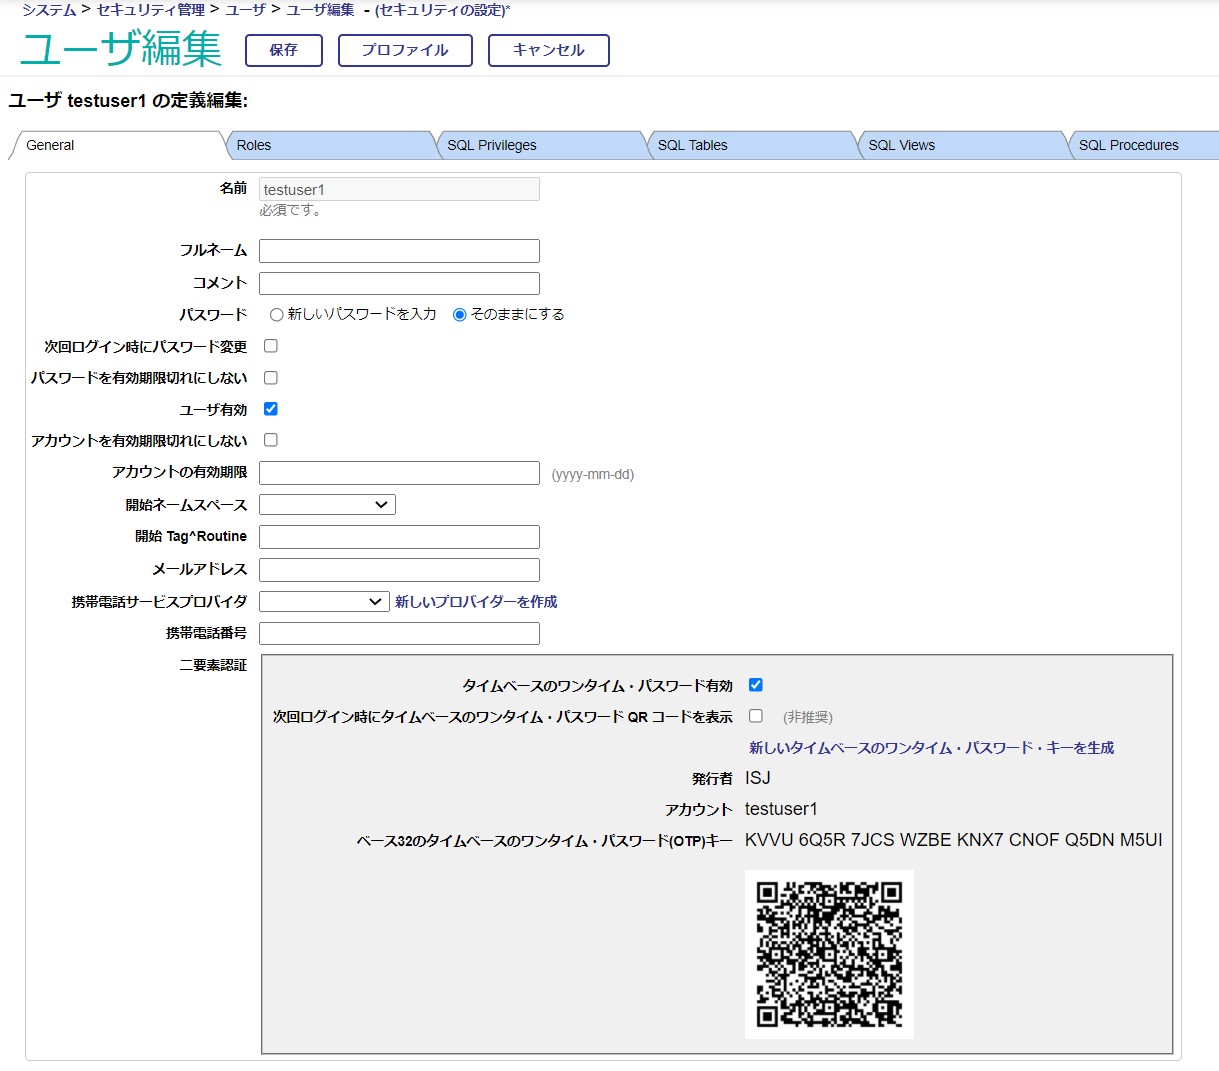 システム > セキュリティ管理 > ユーザ > ユーザ編集 - (セキュリティの設定)*
ユーザ編集 保存 プロファイル キャンセル
ユーザ testuser1 の定義編集:
General Roles SQL Privileges SQL Tables SQL Views SQL Procedures
名前 testuser1
必須です。
フルネーム
コメント
パスワード 新しいパスワードを入力 そのままにする
次回ログイン時にパスワード変更
パスワードを有効期限切れにしない
ユーザ有効
アカウントを有効期限切れにしない
アカウントの有効期限 (yyyy-mm-dd)
開始ネームスペース
開始 Tag^Routine
メールアドレス
携帯電話サービスプロバイダ 新しいプロバイダーを作成
携帯電話番号
二要素認証
タイムベースのワンタイム・パスワード有効
次回ログイン時にタイムベースのワンタイム・パスワード QR コードを表示 (非推奨)
新しいタイムベースのワンタイム・パスワード・キーを生成
発行者 ISJ
アカウント testuser1
ベース32のタイムベースのワンタイム・パスワード(OTP)キー KVVU 6Q5R 7JCS WZBE KNX7 CNOF Q5DN M5UI